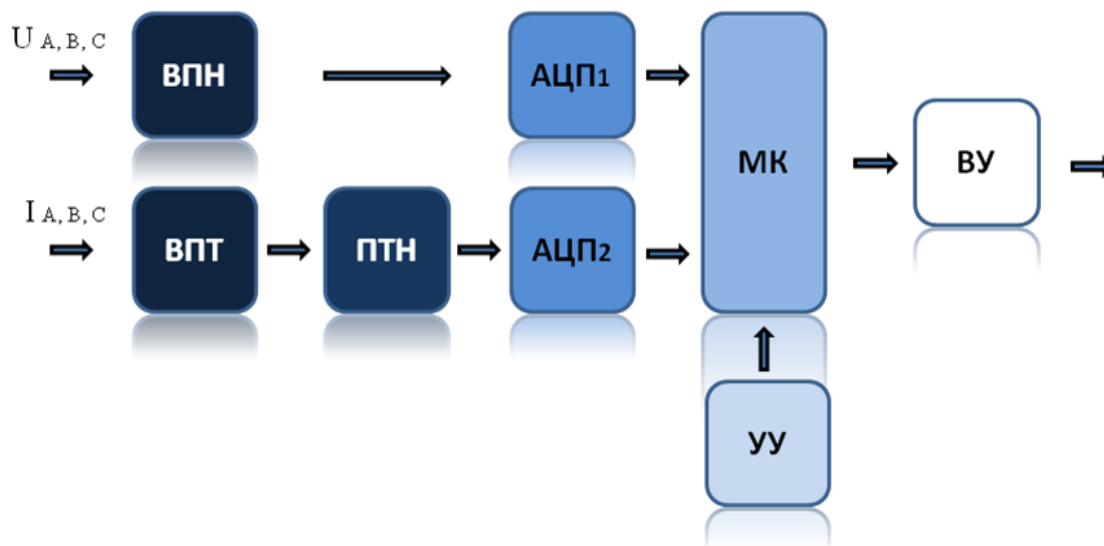 U A, B, C
ВПН
АЦП1
МК
ВУ
I A, B, C
ВПТ
ПТН
АЦП2
УУ